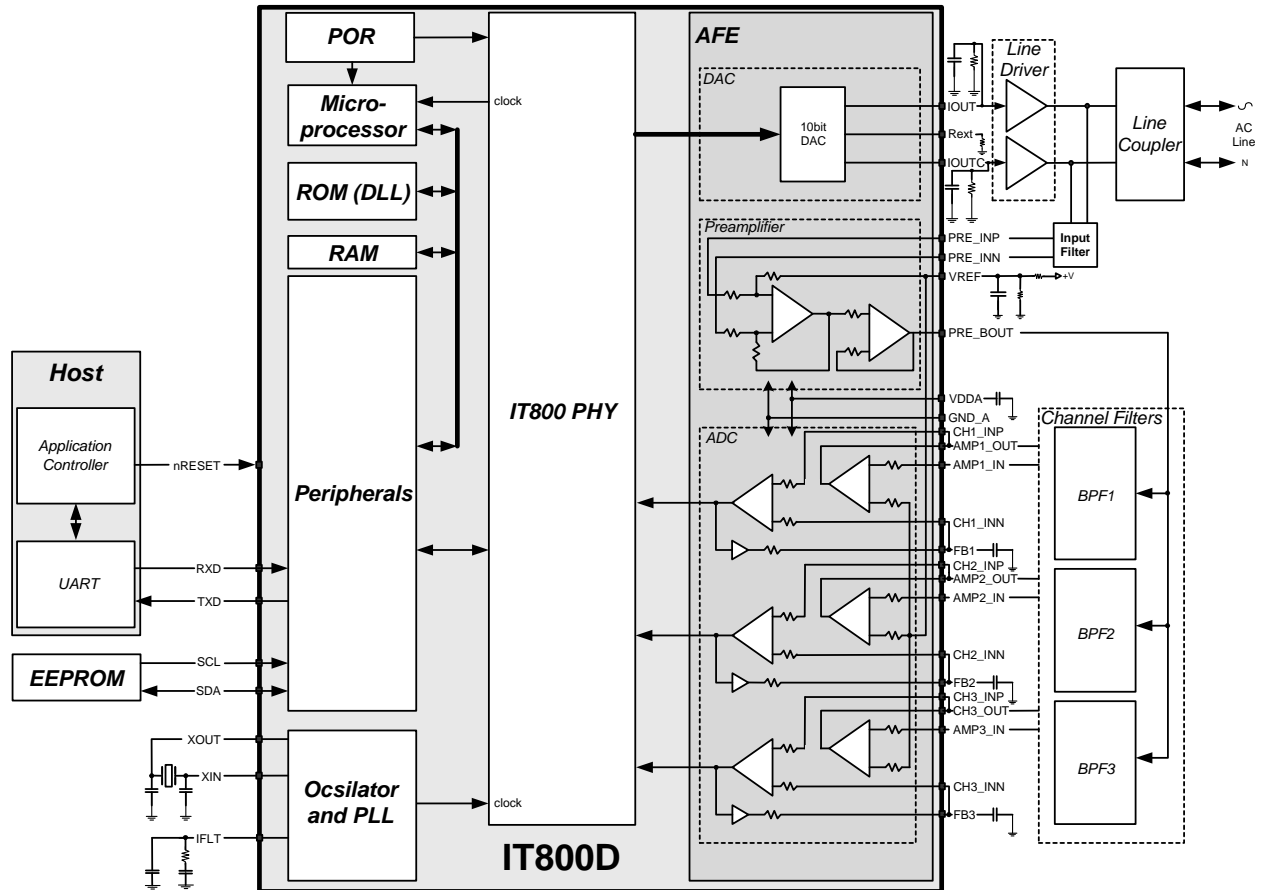 POR
Micro-
processor
ROM (DLL)
RAM
Peripherals
Ocsilator
and PLL
clock
IT800 PHY
clock
IT800D
AFE
DAC
10bit
DAC
Preamplifier
ADC
Host
Application
Controller
UART
EEPROM
nRESET
RXD
TXD
SCL
SDA
XOUT
XIN
IFLT
IOUT
Rext
IOUTC
PRE_INP
PRE_INN
VREF
+V
PRE_BOUT
VDDA
GND_A
CH1_INP
AMP1_OUT
AMP1_IN
CH1_INN
FB1
CH2_INP
AMP2_OUT
AMP2_IN
CH2_INN
FB2
CH3_INP
CH3_OUT
AMP3_IN
CH3_INN
FB3
Line
Driver
Line
Coupler
AC
Line
N
Input
Filter
Channel Filters
BPF1
BPF2
BPF3